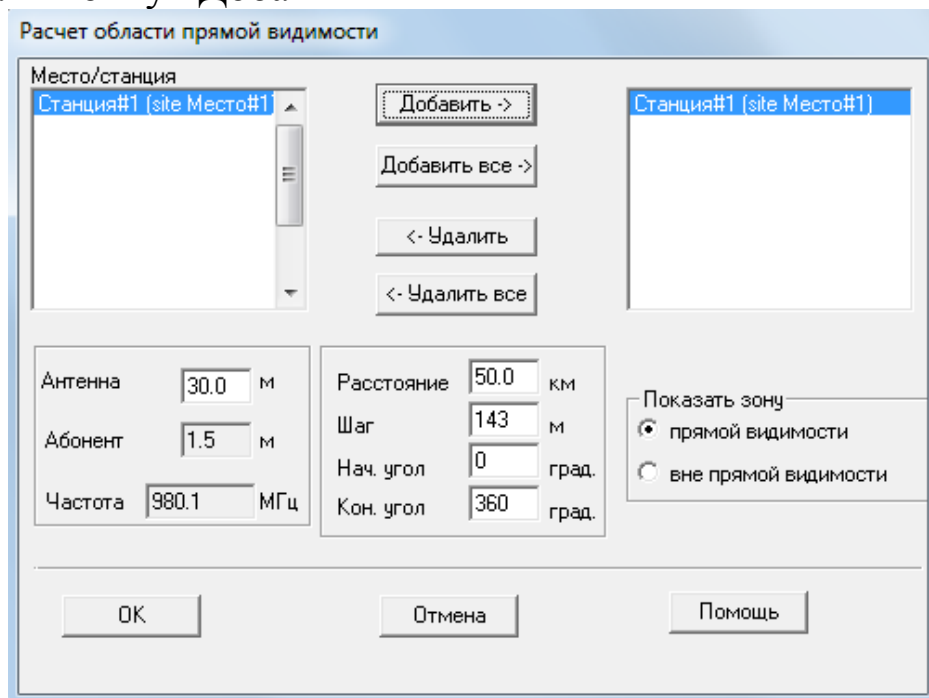 Расчет области прямой видимости
Место/станция
Станция#1 (site Место#1)
Добавить ->
Станция#1 (site Место#1)
Добавить все ->
<- Удалить
<- Удалить все
Антенна 30.0 м
Абонент 1.5 м
Частота 980.1 МГц
Расстояние 50.0 км
Шаг 143 м
Нач. угол 0 град.
Кон. угол 360 град.
Показать зону
прямой видимости
вне прямой видимости
OK
Отмена
Помощь